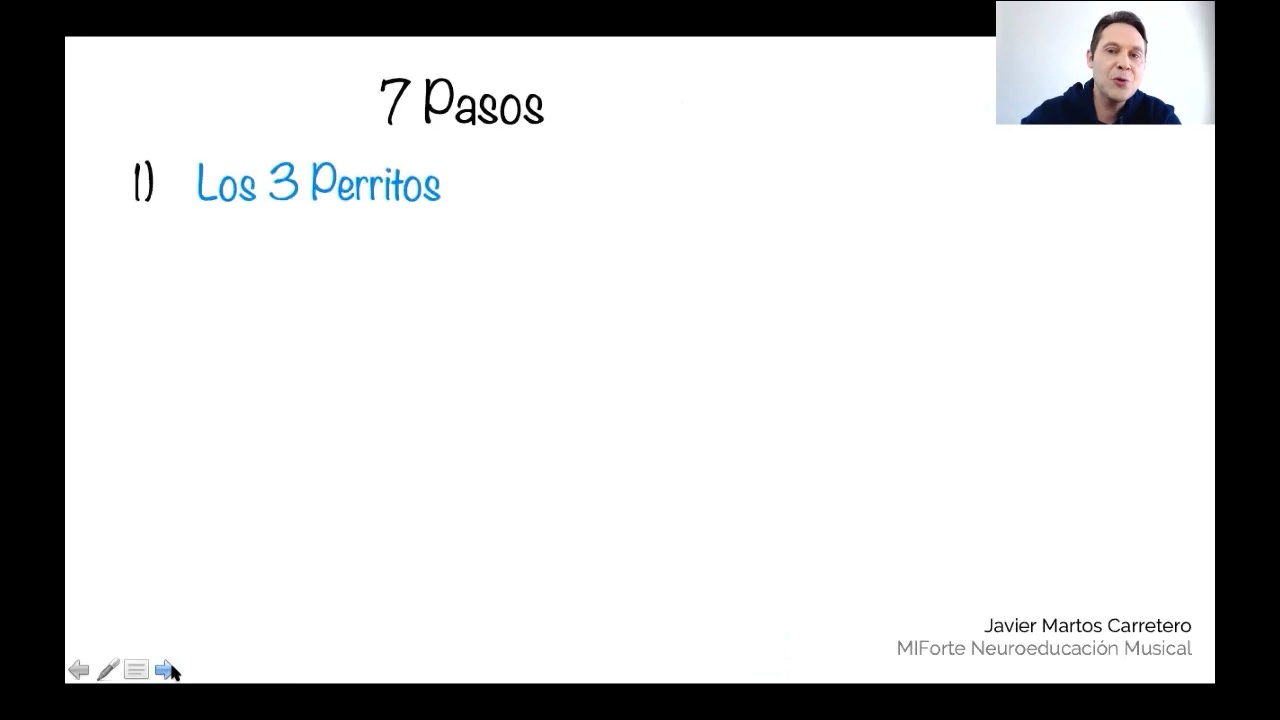 7 Pasos
1) Los 3 Perritos
Javier Martos Carretero
MIForte Neuroeducación Musical